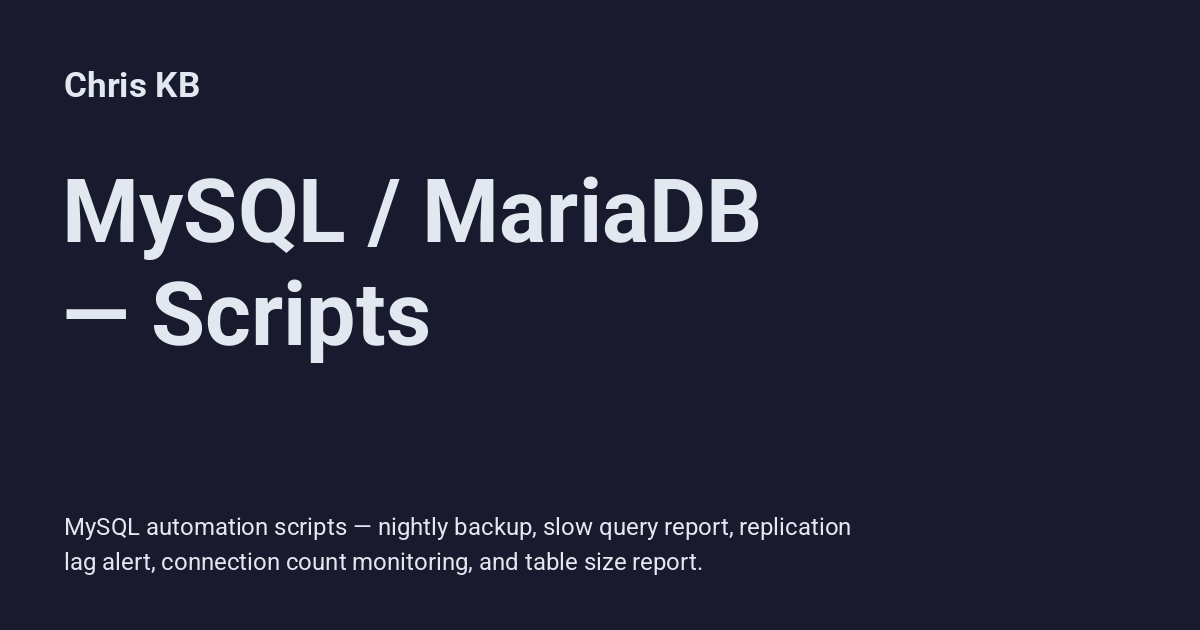 Chris KB
MySQL / MariaDB
— Scripts
MySQL automation scripts — nightly backup, slow query report, replication
lag alert, connection count monitoring, and table size report.